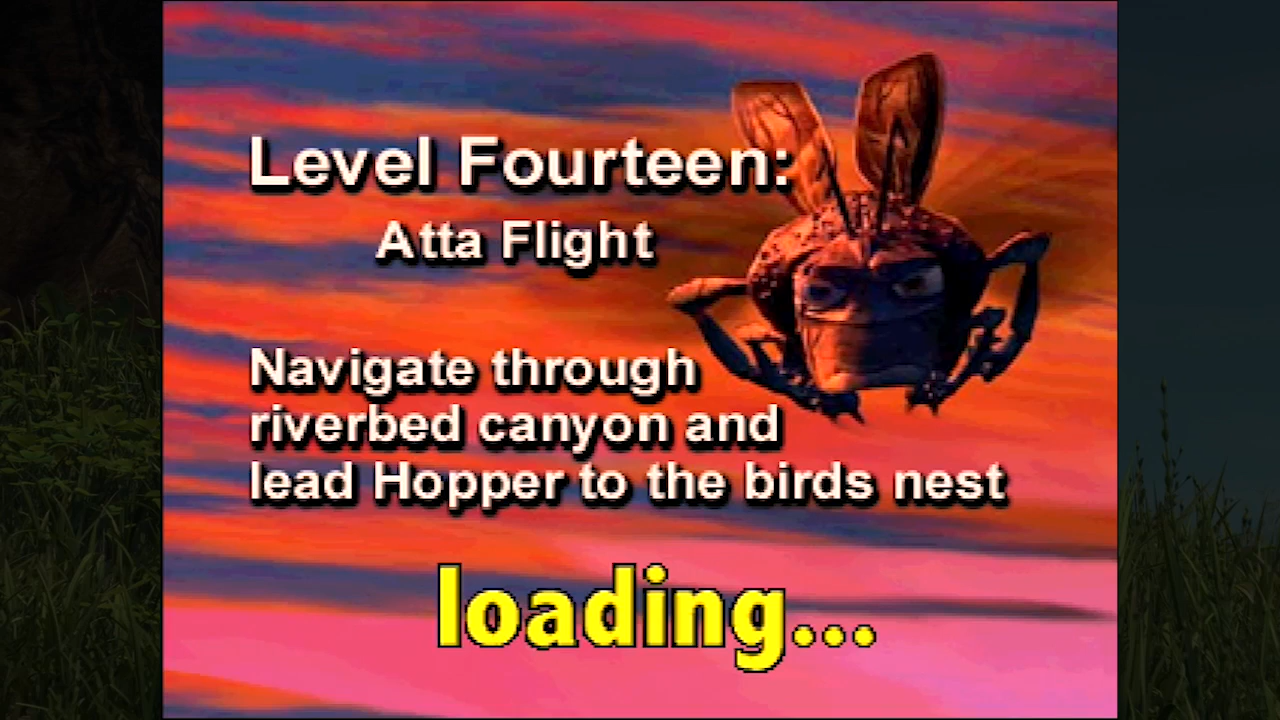 Level Fourteen:
Atta Flight
Navigate through
riverbed canyon and
lead Hopper to the birds nest
loading...